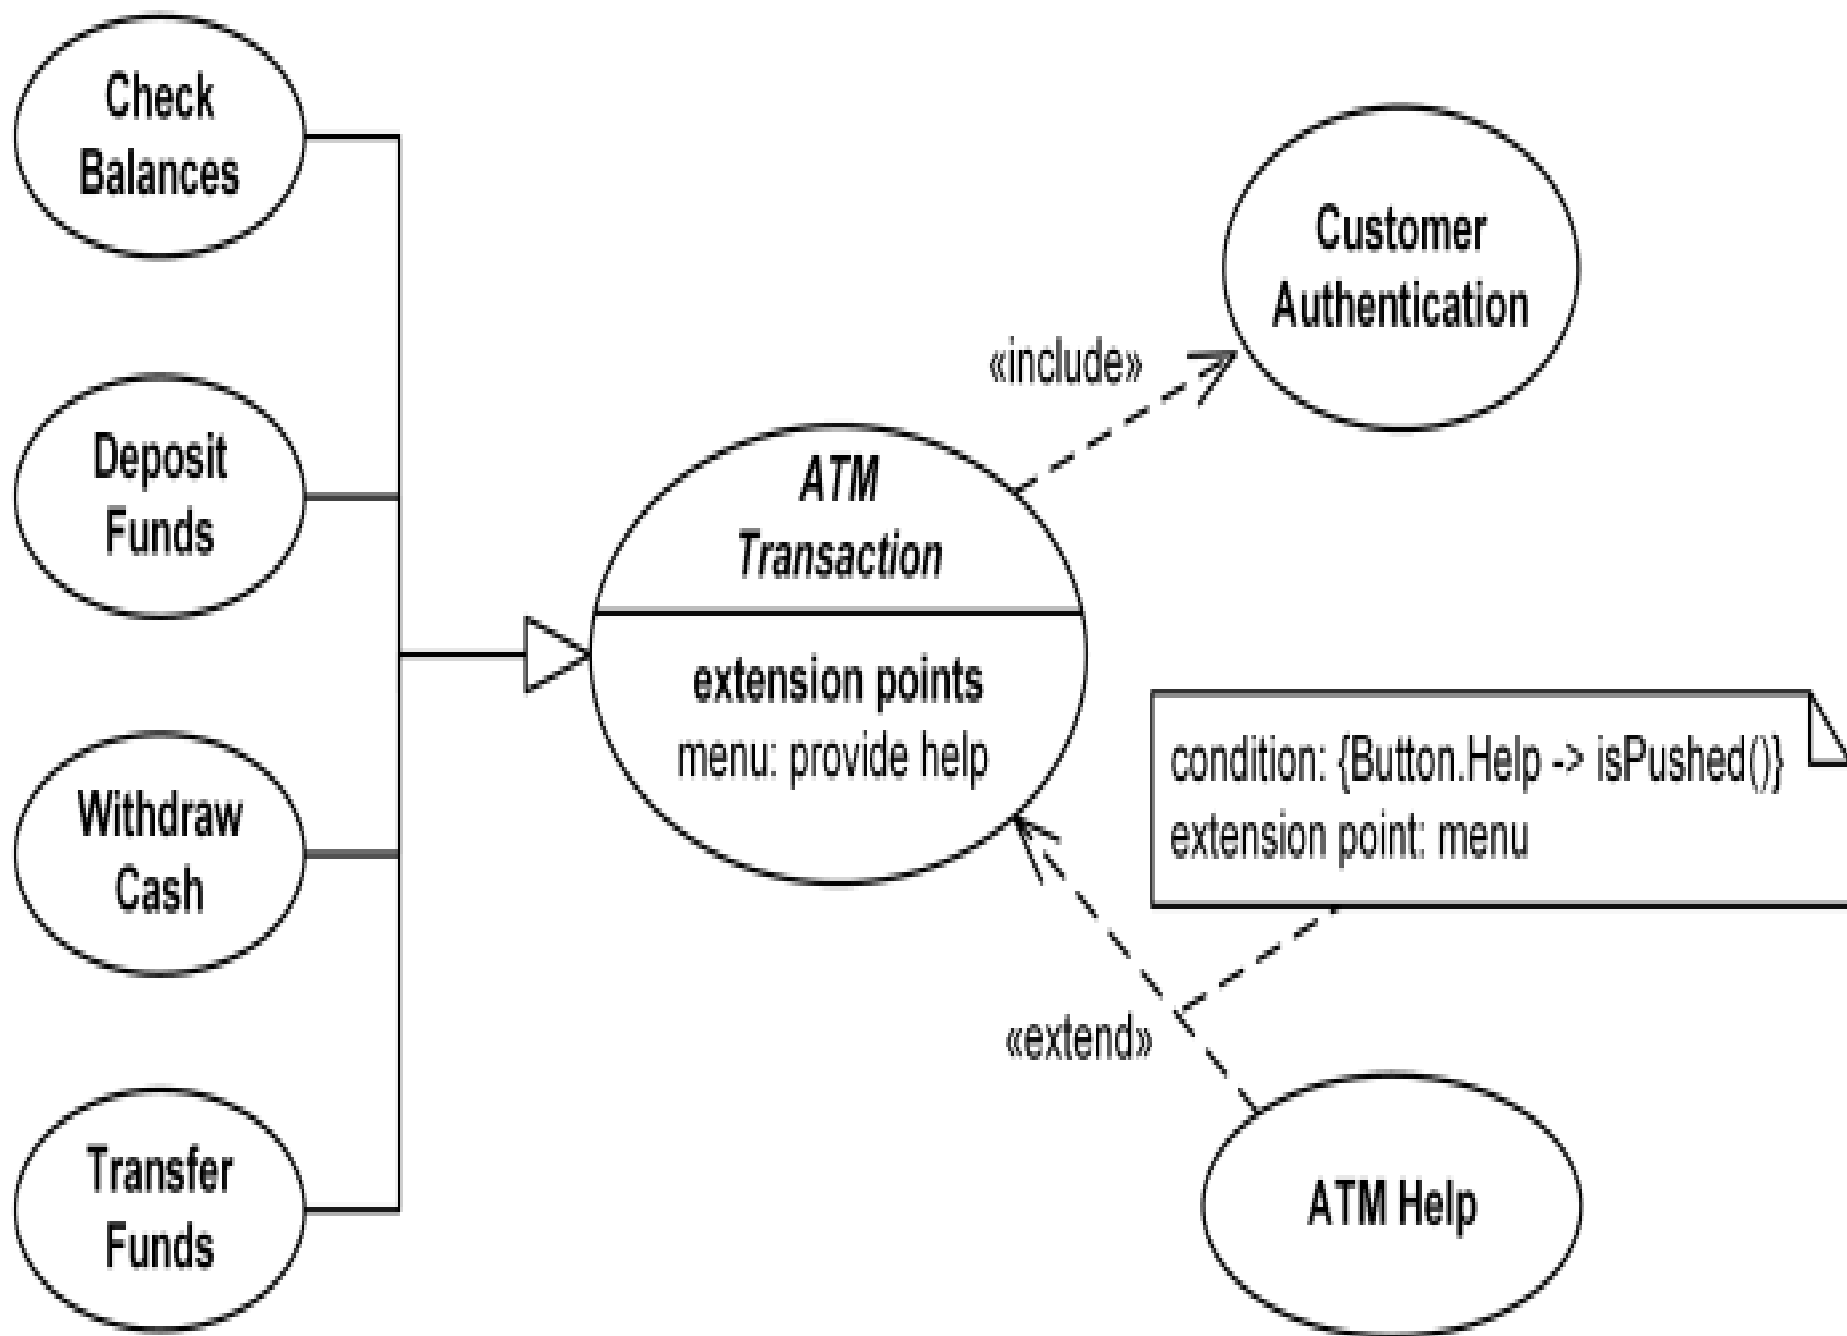 Check
Balances
Deposit
Funds
Withdraw
Cash
Transfer
Funds
ATM
Transaction
extension points
menu: provide help
«include»
Customer
Authentication
condition: {Button.Help -> isPushed()}
extension point: menu
«extend»
ATM Help